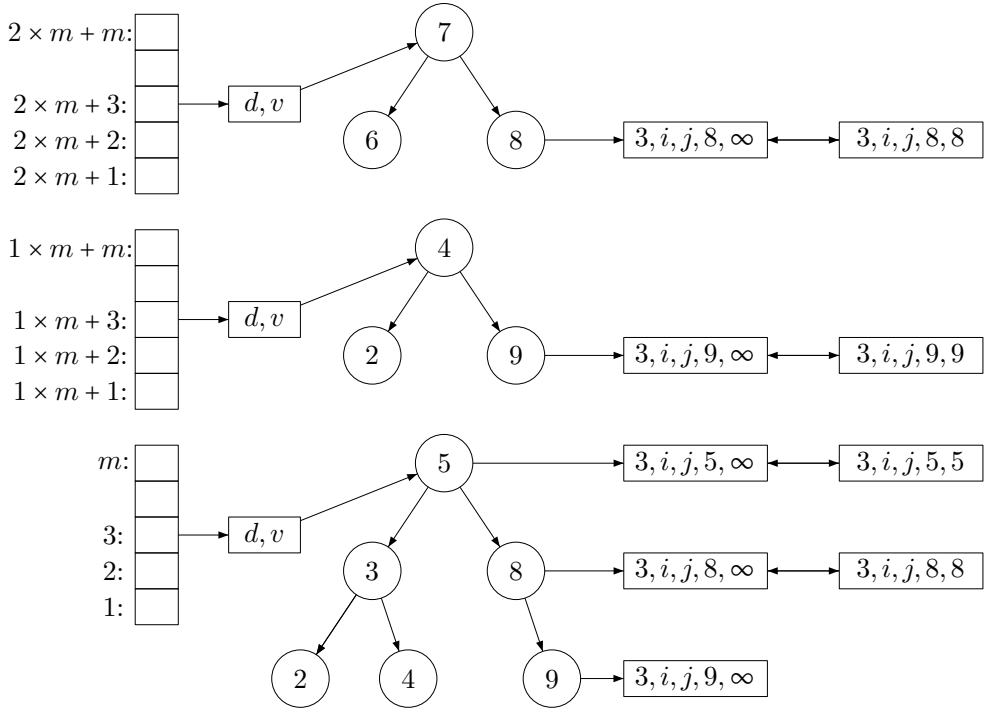 2 × m + m:
7
2 × m + 3:
d, v
2 × m + 2:
6
8
3, i, j, 8, ∞
3, i, j, 8, 8
2 × m + 1:
1 × m + m:
4
1 × m + 3:
d, v
1 × m + 2:
2
9
3, i, j, 9, ∞
3, i, j, 9, 9
1 × m + 1:
m:
5
3, i, j, 5, ∞
3, i, j, 5, 5
3:
d, v
2:
3
8
3, i, j, 8, ∞
3, i, j, 8, 8
1:
2
4
9
3, i, j, 9, ∞